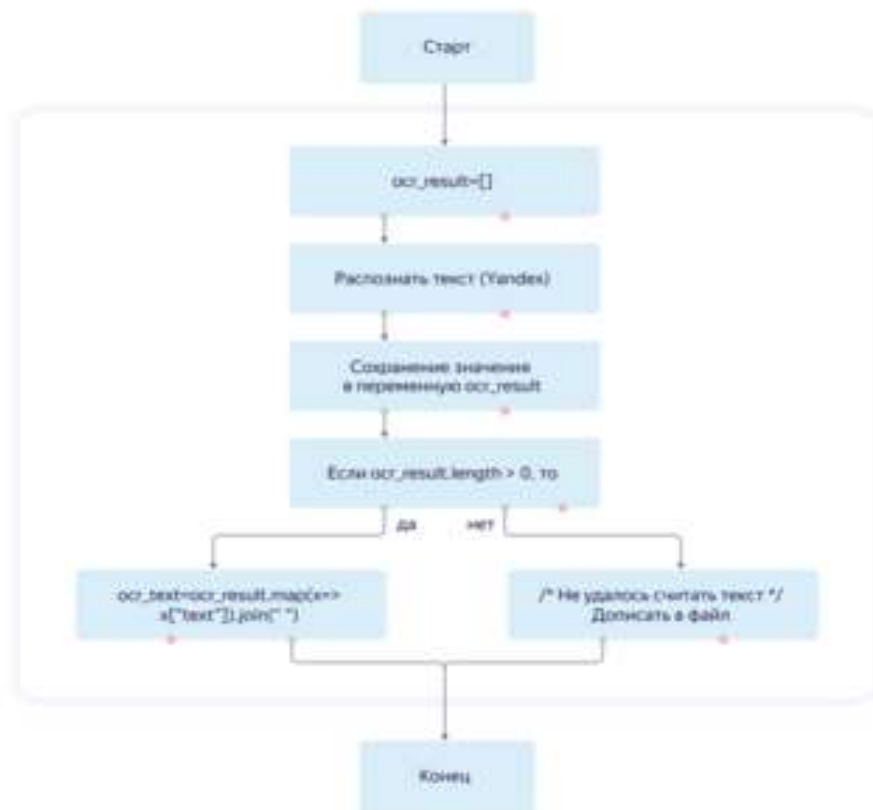 Старт
ocr_result=[]
Распознать текст (Yandex)
Сохранение значения
в переменную ocr_result
Если ocr_result.length > 0, то
да
нет
ocr_text=ocr_result.map(x=>
x["text"]).join(" ")
/* Не удалось считать текст */
Дописать в файл
Конец